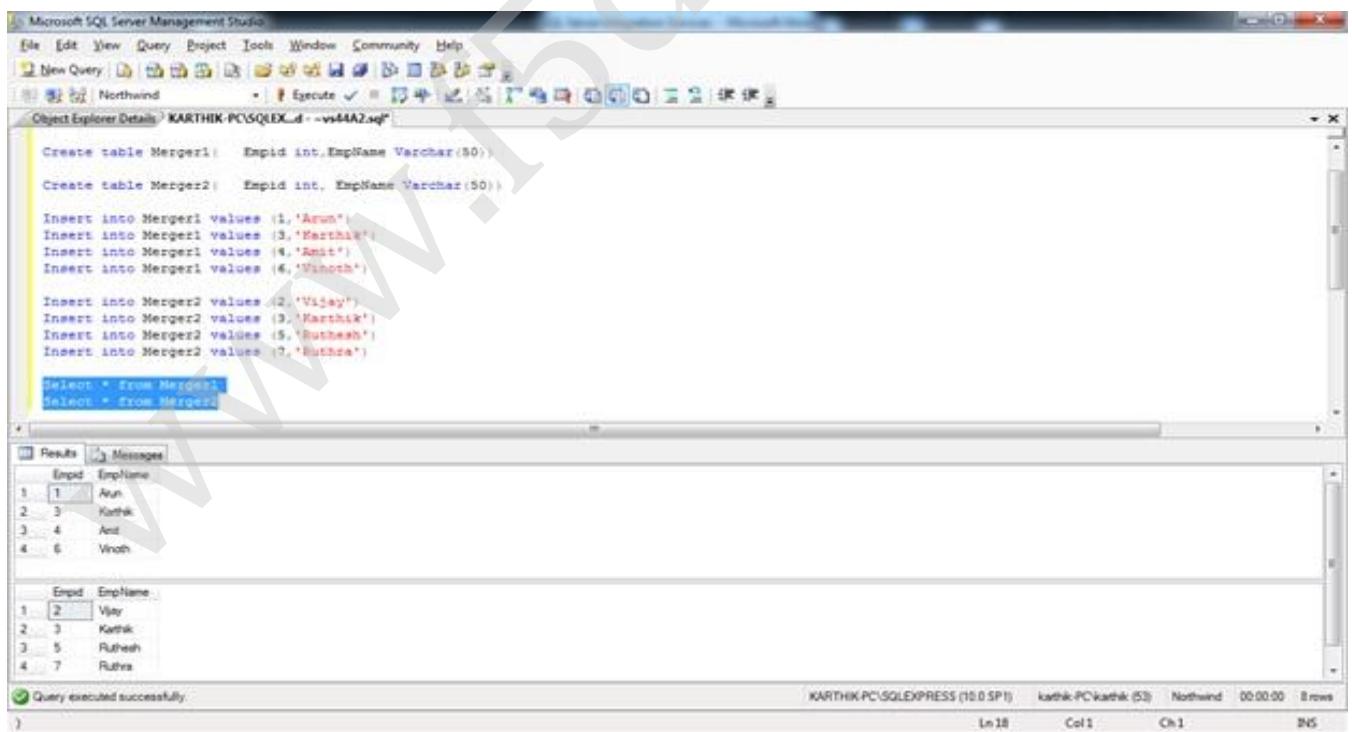 Microsoft SQL Server Management Studio
File Edit View Query Project Tools Window Community Help
New Query
Northwind Execute
Object Explorer Details KARTHIK-PC\SQLEX...d - ~vs44A2.sql*
Create table Merger1( Empid int,EmpName Varchar(50))
Create table Merger2( Empid int, EmpName Varchar(50))
Insert into Merger1 values (1,'Arun')
Insert into Merger1 values (3,'Karthik')
Insert into Merger1 values (4,'Amit')
Insert into Merger1 values (6,'Vinoth')
Insert into Merger2 values (2,'Vijay')
Insert into Merger2 values (3,'Karthik')
Insert into Merger2 values (5,'Ruthesh')
Insert into Merger2 values (7,'Ruthra')
Select * from Merger1
Select * from Merger2
Results Messages
Empid EmpName
1 1 Arun
2 3 Karthik
3 4 Amit
4 6 Vinoth
Empid EmpName
1 2 Vijay
2 3 Karthik
3 5 Ruthesh
4 7 Ruthra
Query executed successfully. KARTHIK-PC\SQLEXPRESS (10.0 SP1) karthik-PC\karthik (53) Northwind 00:00:00 8 rows
) Ln 18 Col 1 Ch 1 INS